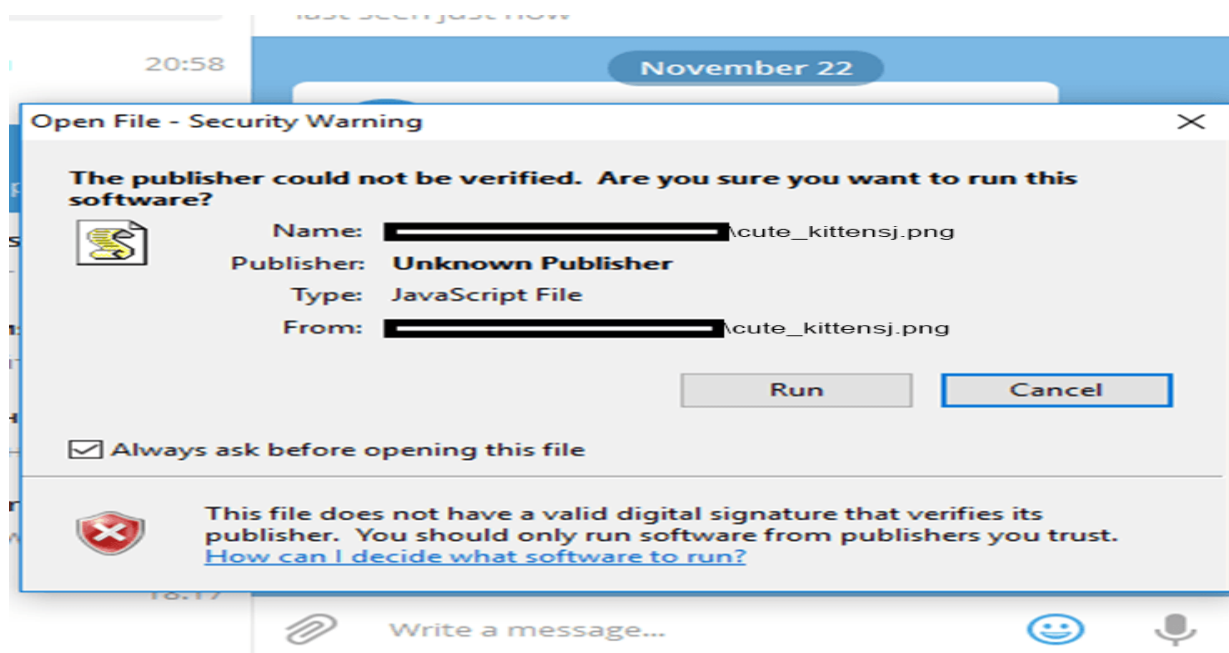 last seen just now
20:58
November 22
Open File - Security Warning
The publisher could not be verified. Are you sure you want to run this
software?
Name: \cute_kittensj.png
Publisher: Unknown Publisher
Type: JavaScript File
From: \cute_kittensj.png
Run
Cancel
Always ask before opening this file
This file does not have a valid digital signature that verifies its
publisher. You should only run software from publishers you trust.
How can I decide what software to run?
18:17
Write a message...